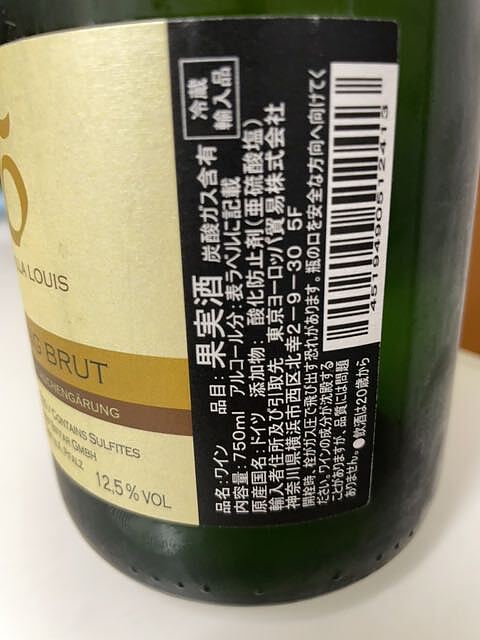 LA LOUIS
G BRUT
CHENGÄRUNG
CONTAINS SULFITES
GMBH
PFALZ
12,5 % VOL
冷蔵
輸入品
品名:ワイン 品目:果実酒 炭酸ガス含有
内容量:750ml アルコール分:表ラベルに記載
原産国名:ドイツ 添加物:酸化防止剤(亜硫酸塩)
輸入者住所及び引取先 東京ヨーロッパ貿易株式会社
神奈川県横浜市西区北幸2-9-30 5F
開栓時、栓がガス圧で飛び出す恐れがあります。瓶の口を安全な方向へ向けてく
ださい。ワインの成分が沈殿する
ことがありますが、品質には問題
ありません。●飲酒は20歳から
4519490512413